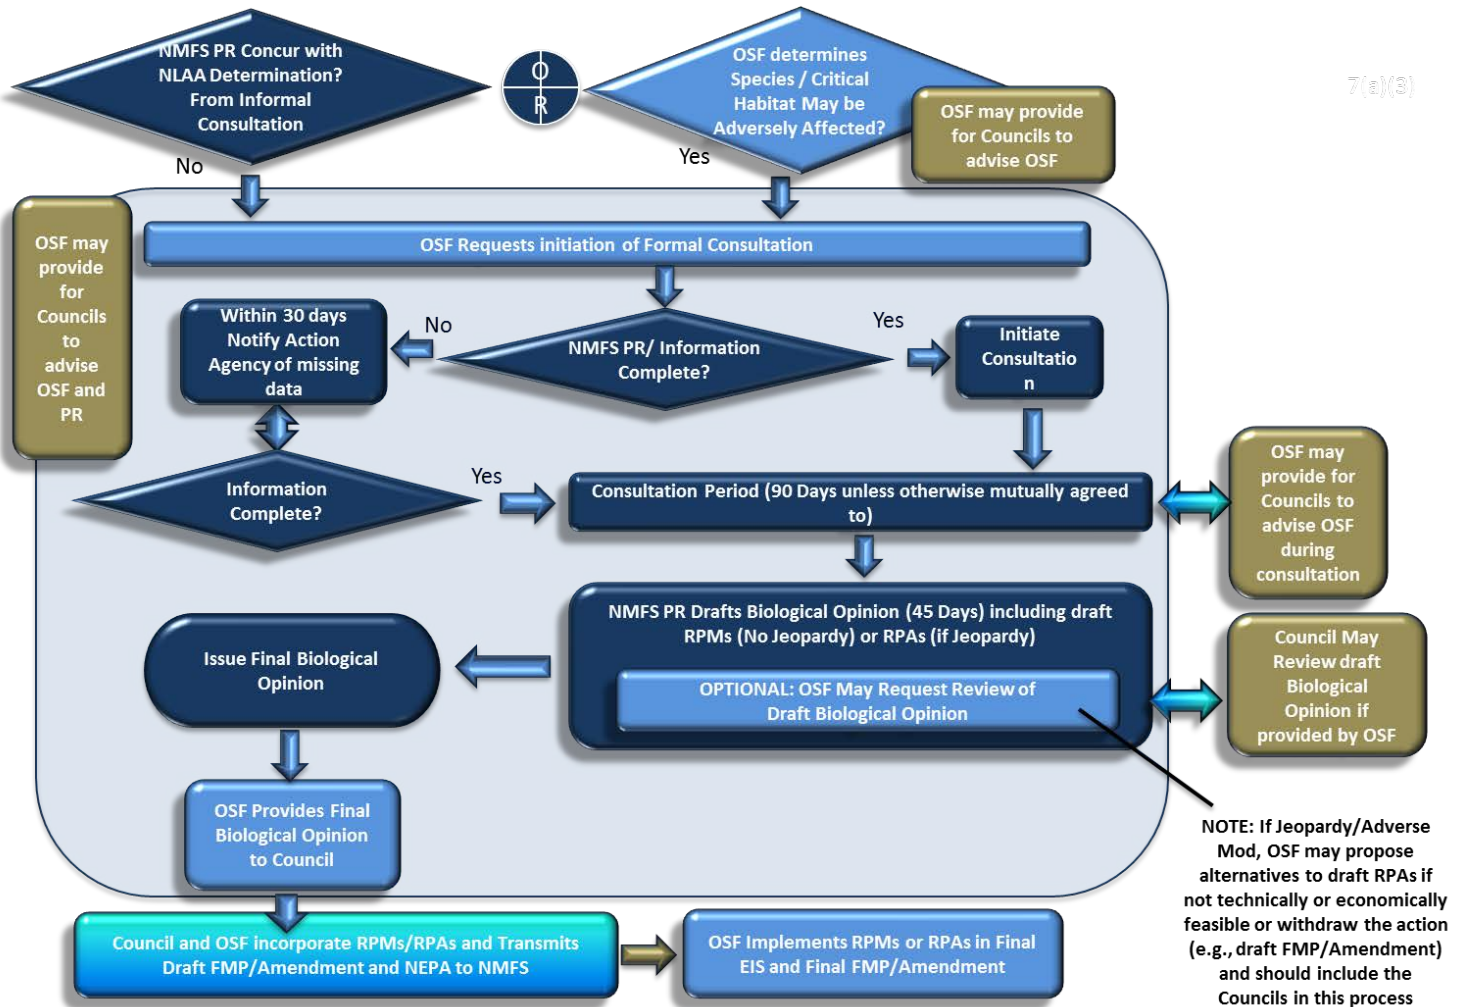 NMFS PR Concur with
NLAA Determination?
From Informal
Consultation
O
R
OSF determines
Species / Critical
Habitat May be
Adversely Affected?
OSF may provide
for Councils to
advise OSF
7(a)(3)
No
Yes
OSF may
provide
for
Councils
to
advise
OSF and
PR
OSF Requests initiation of Formal Consultation
Within 30 days
Notify Action
Agency of missing
data
No
NMFS PR/ Information
Complete?
Yes
Initiate
Consultatio
n
Information
Complete?
Yes
Consultation Period (90 Days unless otherwise mutually agreed
to)
OSF may
provide for
Councils to
advise OSF
during
consultation
NMFS PR Drafts Biological Opinion (45 Days) including draft
RPMs (No Jeopardy) or RPAs (if Jeopardy)
OPTIONAL: OSF May Request Review of
Draft Biological Opinion
Council May
Review draft
Biological
Opinion if
provided by OSF
Issue Final Biological
Opinion
OSF Provides Final
Biological Opinion
to Council
NOTE: If Jeopardy/Adverse
Mod, OSF may propose
alternatives to draft RPAs if
not technically or economically
feasible or withdraw the action
(e.g., draft FMP/Amendment)
and should include the
Councils in this process
Council and OSF incorporate RPMs/RPAs and Transmits
Draft FMP/Amendment and NEPA to NMFS
OSF Implements RPMs or RPAs in Final
EIS and Final FMP/Amendment